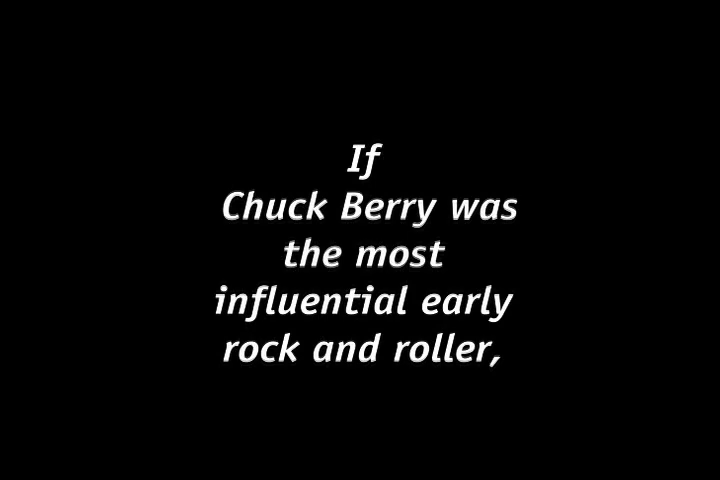 If
Chuck Berry was
the most
influential early
rock and roller,